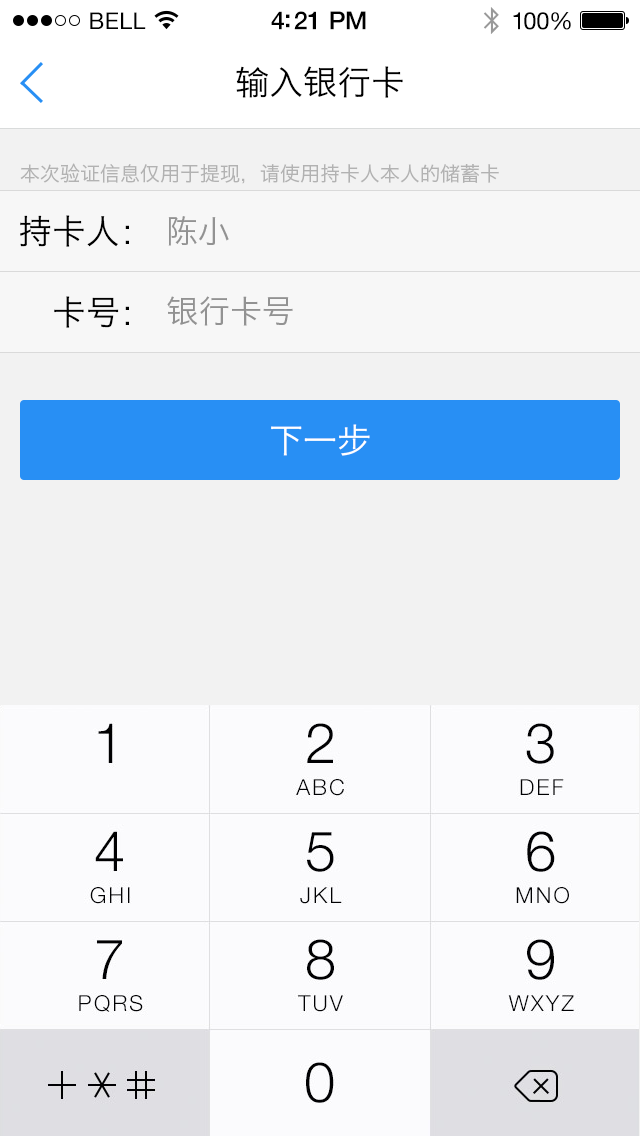 BELL 4:21 PM 100%
输入银行卡
本次验证信息仅用于提现，请使用持卡人本人的储蓄卡
持卡人： 陈小
卡号： 银行卡号
下一步
1 2 3
ABC DEF
4 5 6
GHI JKL MNO
7 8 9
PQRS TUV WXYZ
+*# 0